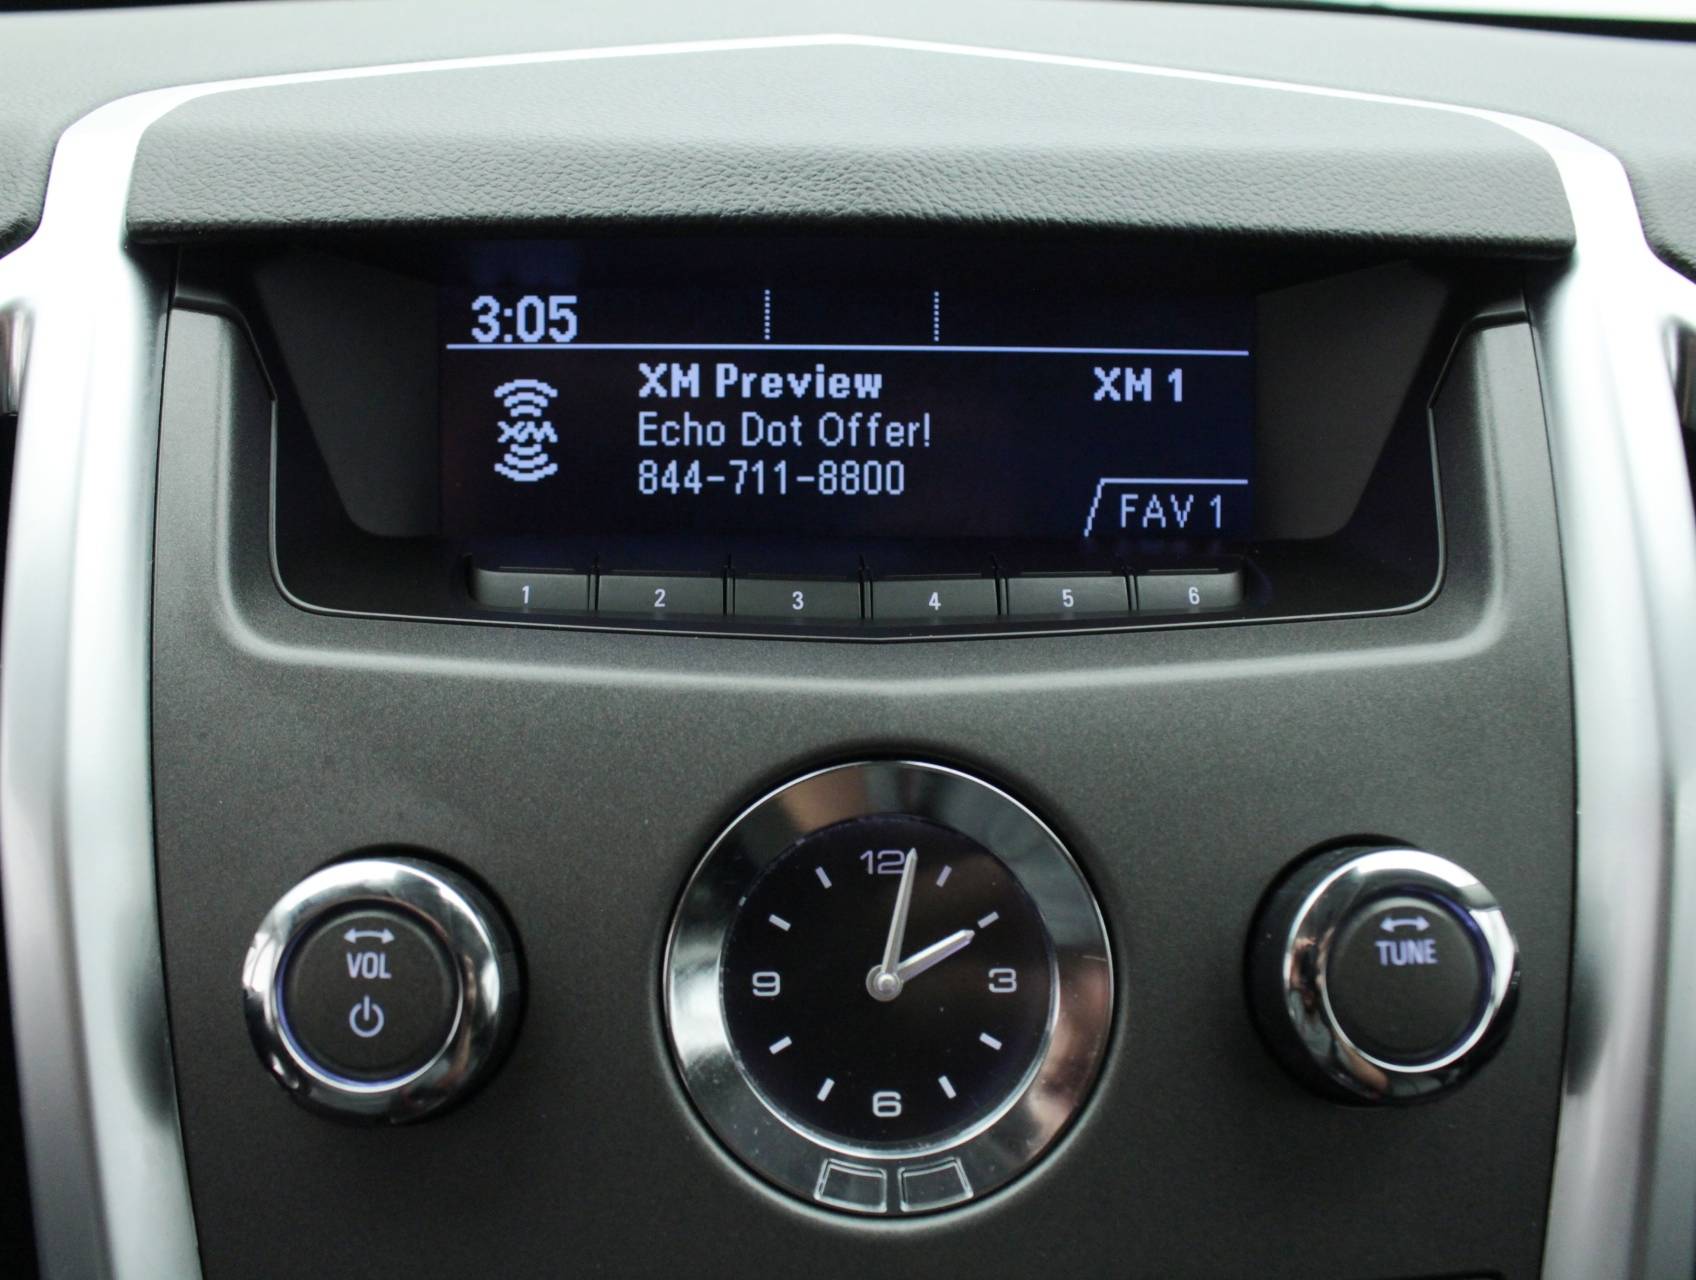 3:05
XM Preview
XM 1
XM
Echo Dot Offer!
844-711-8800
FAV 1
1 2 3 4 5 6
12
9 3
6
VOL
TUNE